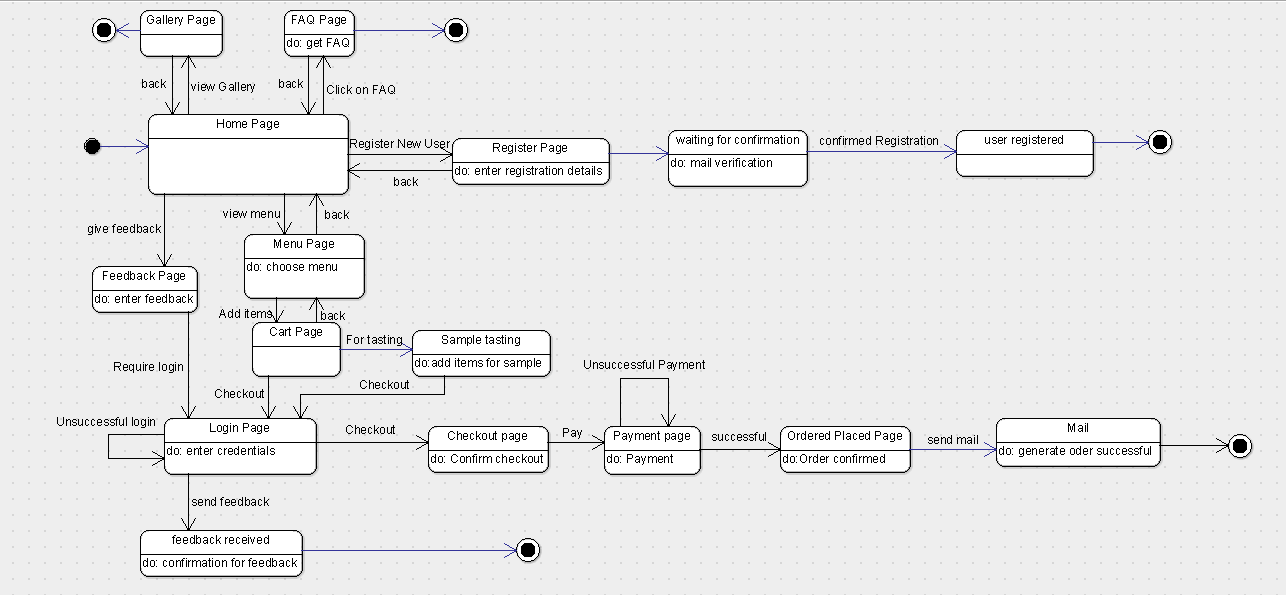 Gallery Page
FAQ Page
do: get FAQ
back
view Gallery
back
Click on FAQ
Home Page
Register New User
back
Register Page
do: enter registration details
waiting for confirmation
do: mail verification
confirmed Registration
user registered
give feedback
view menu
back
Menu Page
do: choose menu
Feedback Page
do: enter feedback
Add items
back
Cart Page
For tasting
Sample tasting
do:add items for sample
Require login
Checkout
Checkout
Unsuccessful Payment
Unsuccessful login
Login Page
do: enter credentials
Checkout
Checkout page
do: Confirm checkout
Pay
Payment page
do: Payment
successful
Ordered Placed Page
do:Order confirmed
send mail
Mail
do: generate oder successful
send feedback
feedback received
do: confirmation for feedback